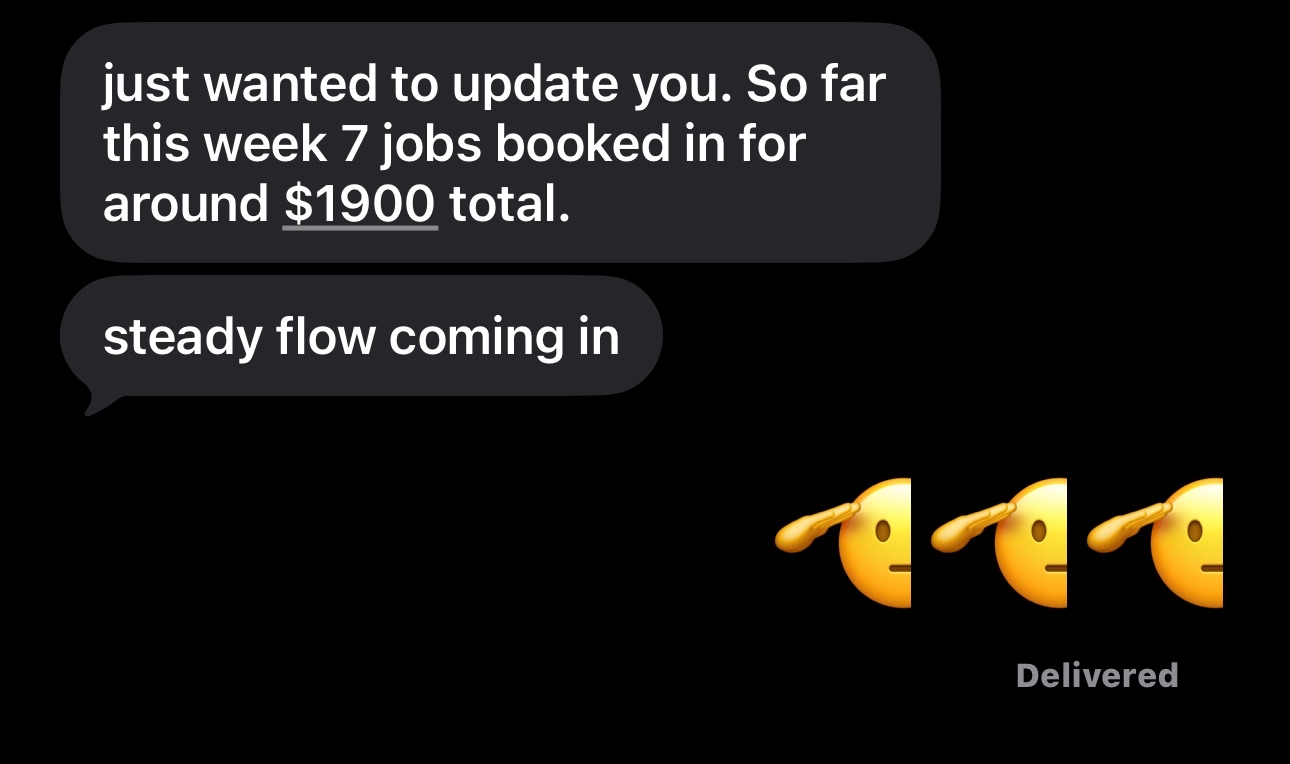 just wanted to update you. So far
this week 7 jobs booked in for
around $1900 total.
steady flow coming in
🫡🫡🫡
Delivered